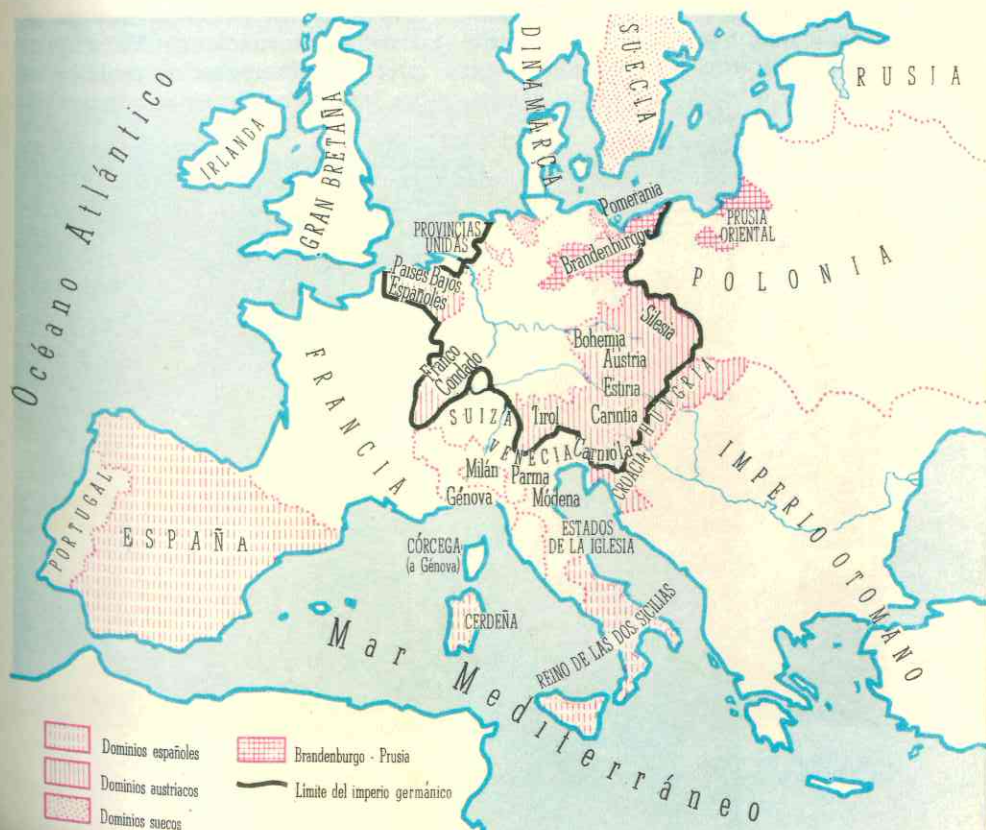 Océano Atlántico
IRLANDA
GRAN BRETAÑA
DINAMARCA
SUECIA
RUSIA
PROVINCIAS
UNIDAS
Países Bajos
Españoles
Pomerania
Brandenburgo
PRUSIA
ORIENTAL
POLONIA
Silesia
Bohemia
Austria
Estiria
Carintia
Carniola
Tirol
Franco
Condado
SUIZA
FRANCIA
VENECIA
HUNGRIA
CROACIA
IMPERIO OTOMANO
Milán
Parma
Génova
Módena
PORTUGAL
ESPAÑA
CÓRCEGA
(a Génova)
ESTADOS
DE LA IGLESIA
CERDEÑA
REINO DE LAS DOS SICILIAS
Mar Mediterráneo
Dominios españoles
Dominios austriacos
Dominios suecos
Brandenburgo - Prusia
Límite del imperio germánico